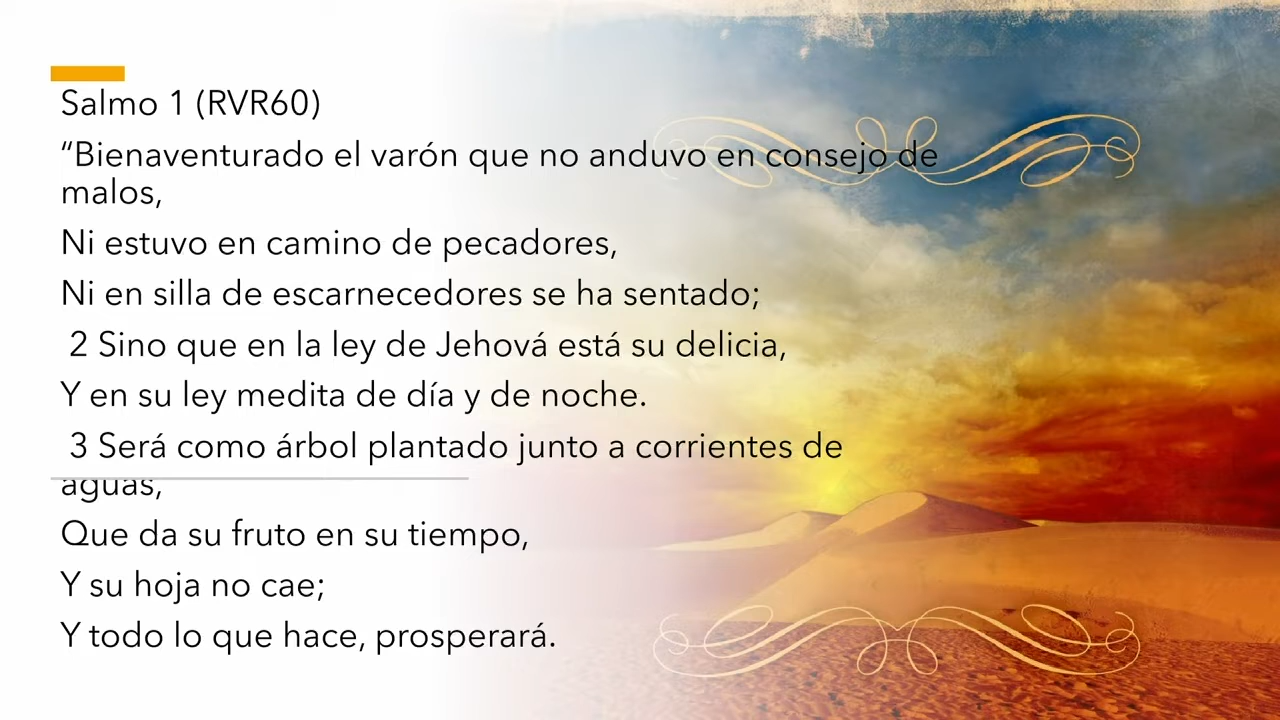 Salmo 1 (RVR60)
“Bienaventurado el varón que no anduvo en consejo de
malos,
Ni estuvo en camino de pecadores,
Ni en silla de escarnecedores se ha sentado;
2 Sino que en la ley de Jehová está su delicia,
Y en su ley medita de día y de noche.
3 Será como árbol plantado junto a corrientes de
aguas,
Que da su fruto en su tiempo,
Y su hoja no cae;
Y todo lo que hace, prosperará.